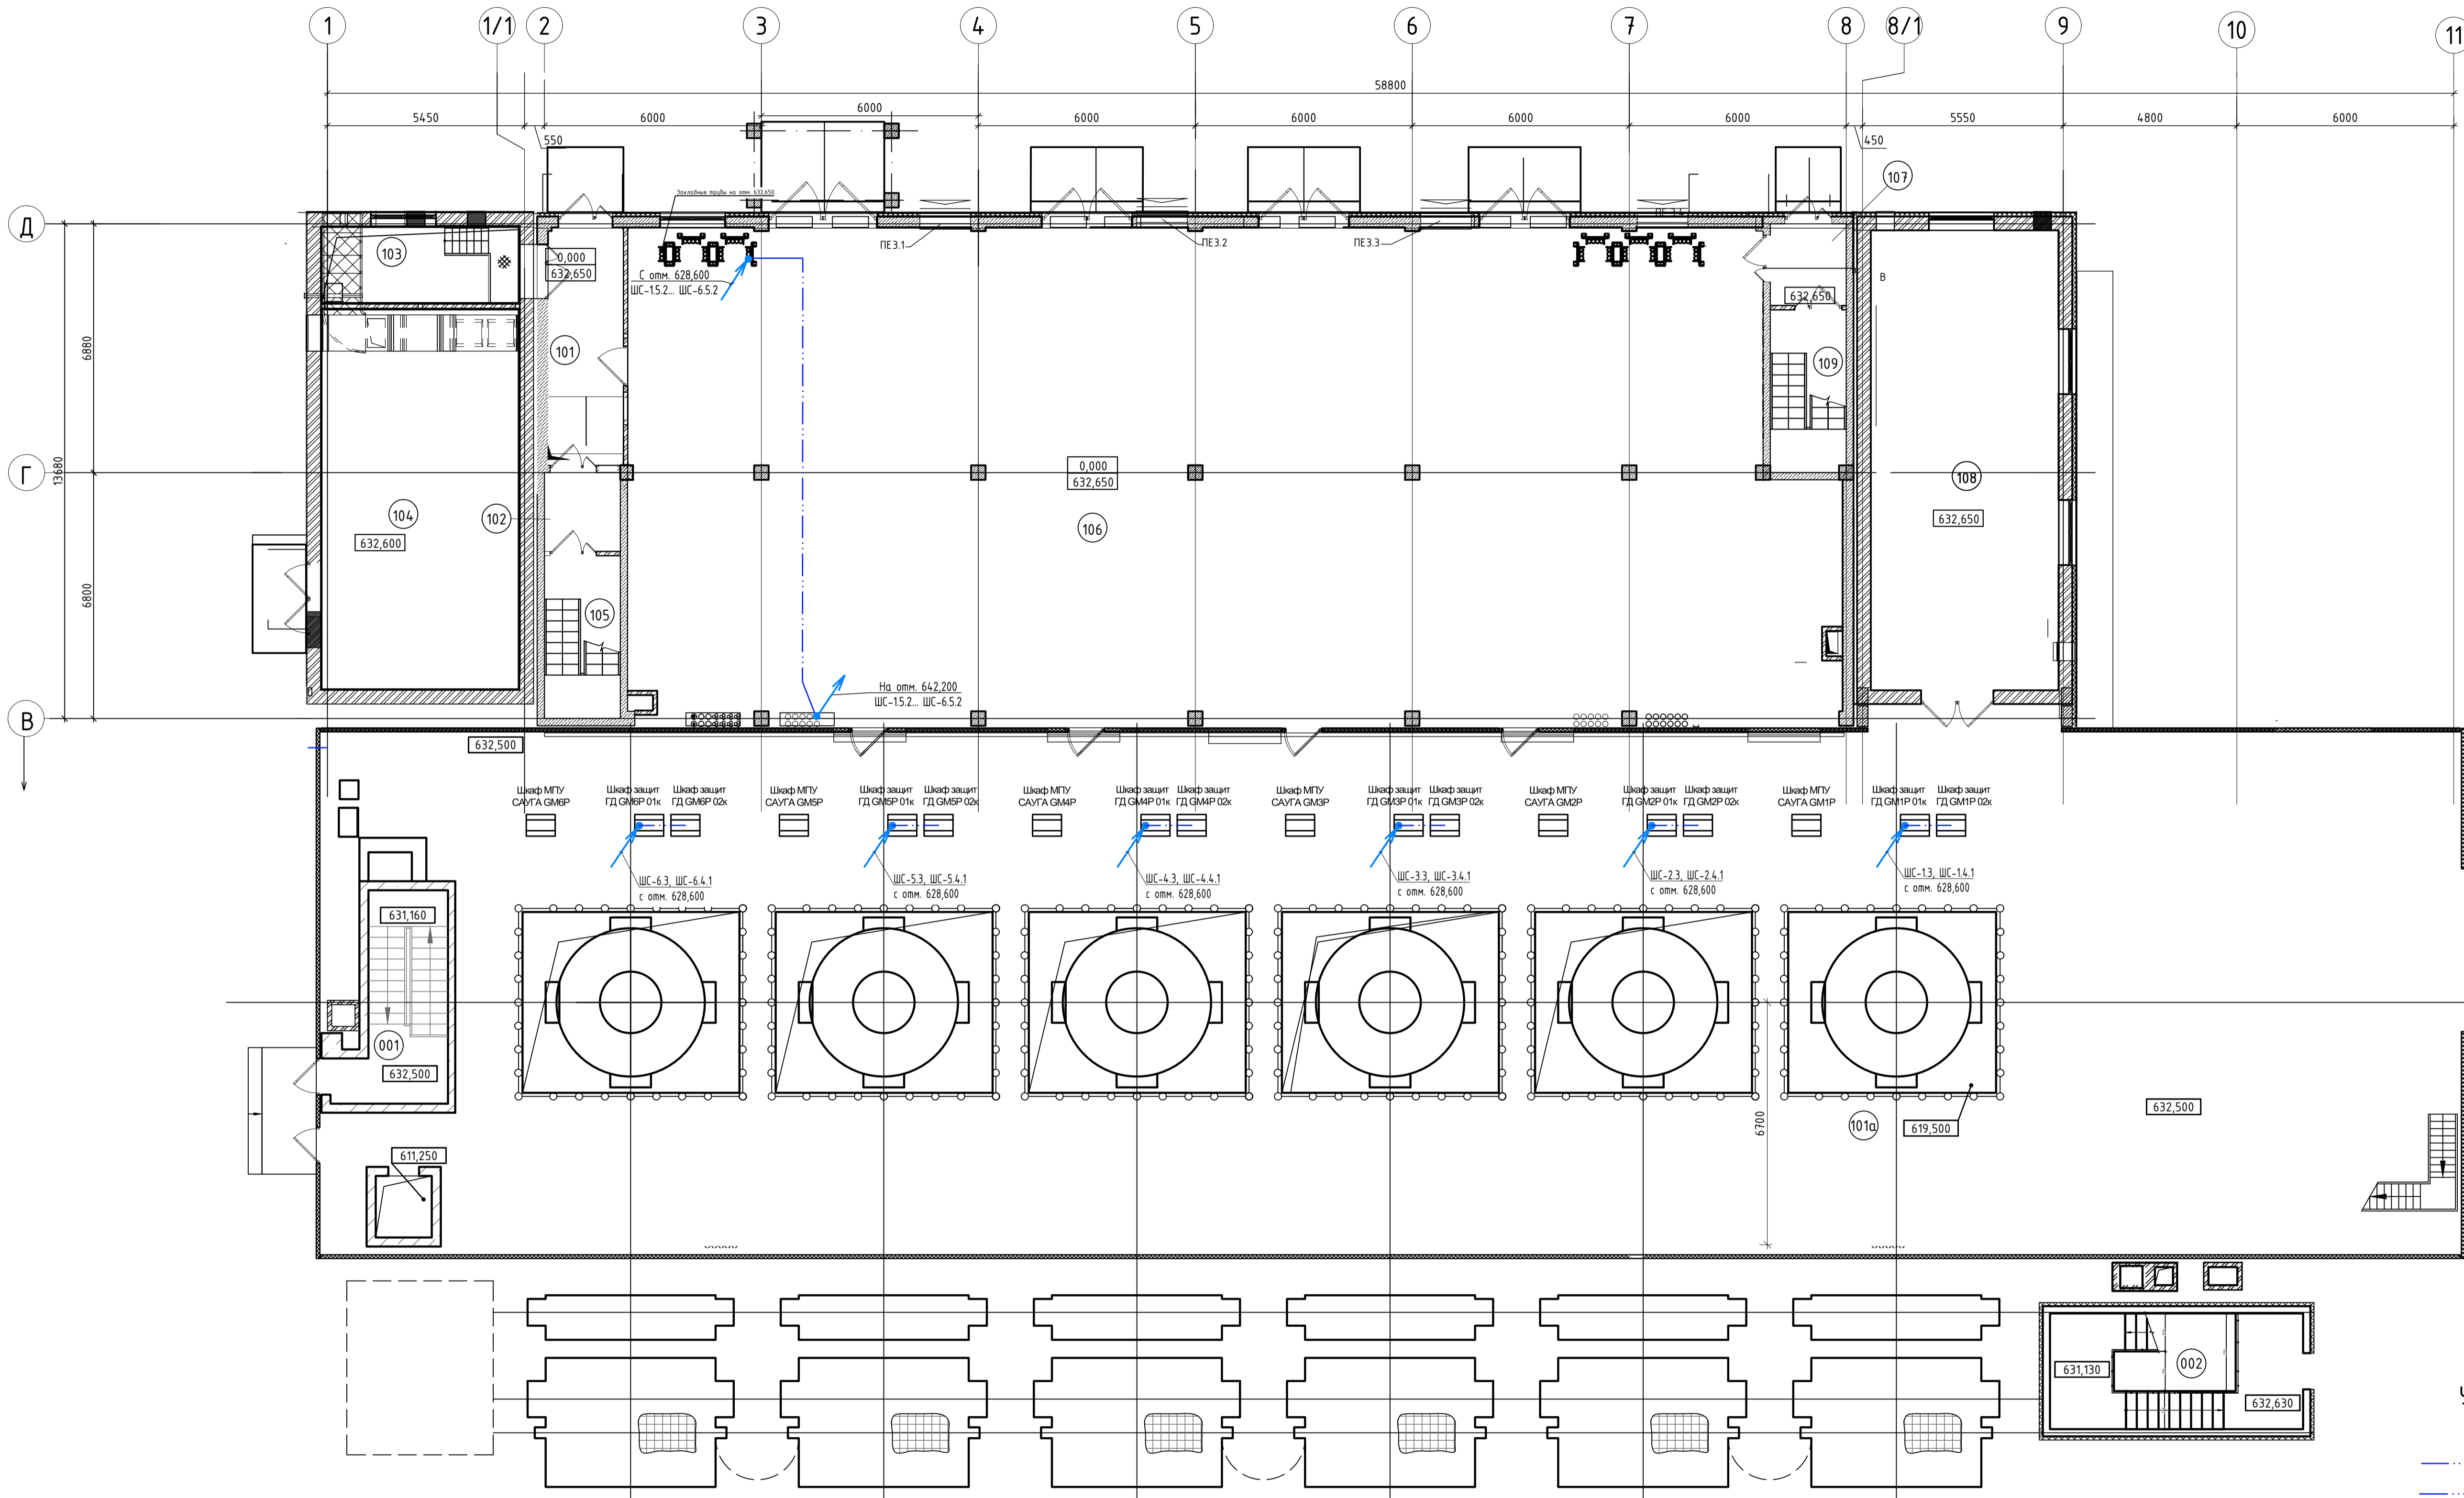 1
1/1
2
3
4
5
6
7
8
8/1
9
10
11
58800
5450
550
6000
6000
6000
6000
6000
6000
450
5550
4800
6000
Д
Г
В
6880
13680
6800
Закладные трубы на отм. 632,650
ПЕ3.1
ПЕ3.2
ПЕ3.3
107
103
0,000
632,650
С отм. 628,600
ШС-1.5.2... ШС-6.5.2
632,650
В
101
109
0,000
632,650
108
632,650
104
632,600
102
106
105
На отм. 642,200
ШС-1.5.2... ШС-6.5.2
632,500
Шкаф МПУ
САУГА GM6P
Шкаф защит
ГД GM6P 01к
Шкаф защит
ГД GM6P 02к
Шкаф МПУ
САУГА GM5P
Шкаф защит
ГД GM5P 01к
Шкаф защит
ГД GM5P 02к
Шкаф МПУ
САУГА GM4P
Шкаф защит
ГД GM4P 01к
Шкаф защит
ГД GM4P 02к
Шкаф МПУ
САУГА GM3P
Шкаф защит
ГД GM3P 01к
Шкаф защит
ГД GM3P 02к
Шкаф МПУ
САУГА GM2P
Шкаф защит
ГД GM2P 01к
Шкаф защит
ГД GM2P 02к
Шкаф МПУ
САУГА GM1P
Шкаф защит
ГД GM1P 01к
Шкаф защит
ГД GM1P 02к
ШС-6.3, ШС-6.4.1
с отм. 628,600
ШС-5.3, ШС-5.4.1
с отм. 628,600
ШС-4.3, ШС-4.4.1
с отм. 628,600
ШС-3.3, ШС-3.4.1
с отм. 628,600
ШС-2.3, ШС-2.4.1
с отм. 628,600
ШС-1.3, ШС-1.4.1
с отм. 628,600
631,160
001
632,500
611,250
6700
101а
619,500
632,500
631,130
002
632,630